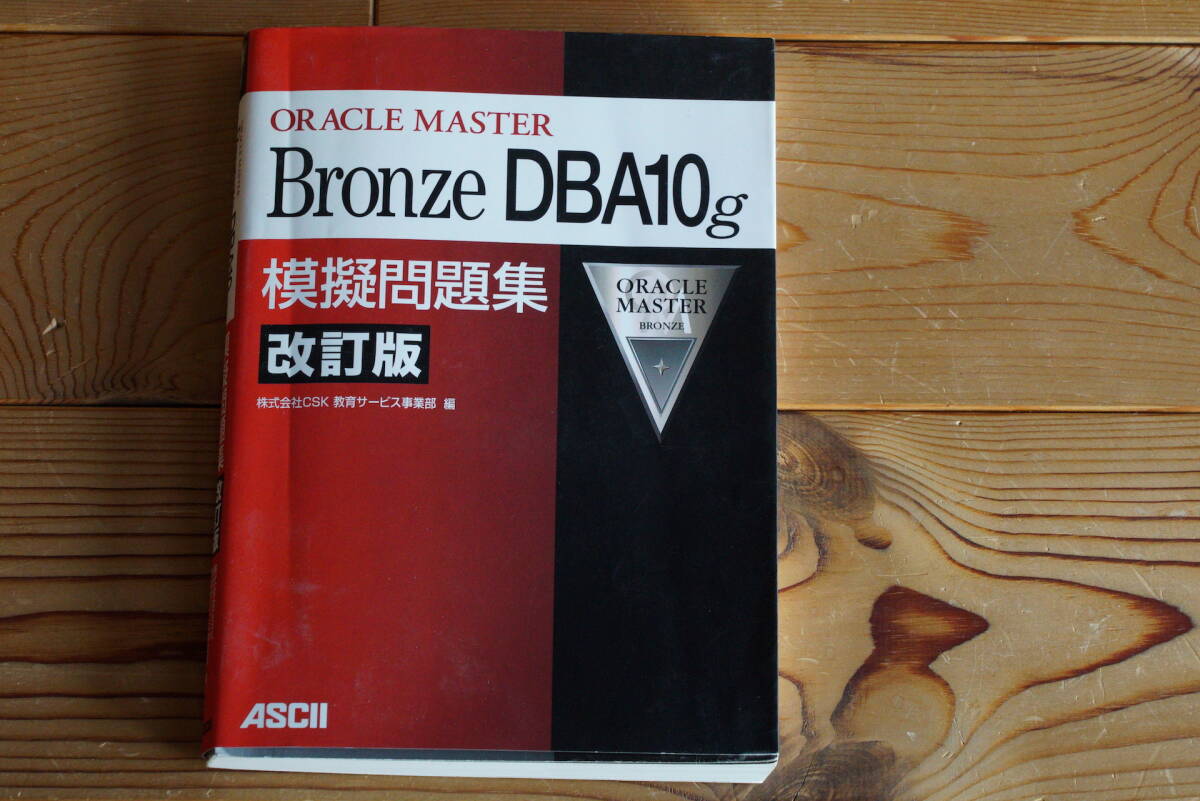 ORACLE MASTER
Bronze DBA10g
模擬問題集
改訂版
株式会社CSK 教育サービス事業部 編
ORACLE
MASTER
BRONZE
ASCII